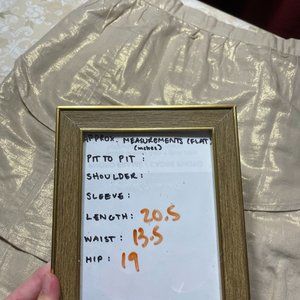 APPROX. MEASUREMENTS (FLAT)
(inches)
PIT TO PIT :
SHOULDER :
SLEEVE :
LENGTH : 20.5
WAIST : 13.5
HIP : 19